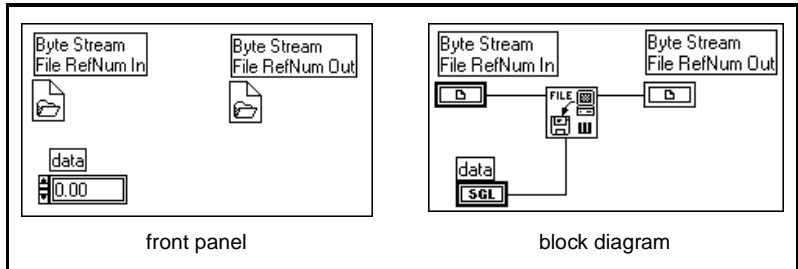 Byte Stream
File RefNum In
Byte Stream
File RefNum Out
data
0.00
front panel
Byte Stream
File RefNum In
Byte Stream
File RefNum Out
FILE
data
SGL
block diagram